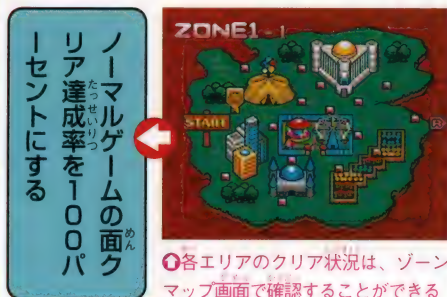 ノーマルゲームの面ク
リア達成率を100パ
ーセントにする
ZONE1-1
START
各エリアのクリア状況は、ゾーン
マップ画面で確認することができる